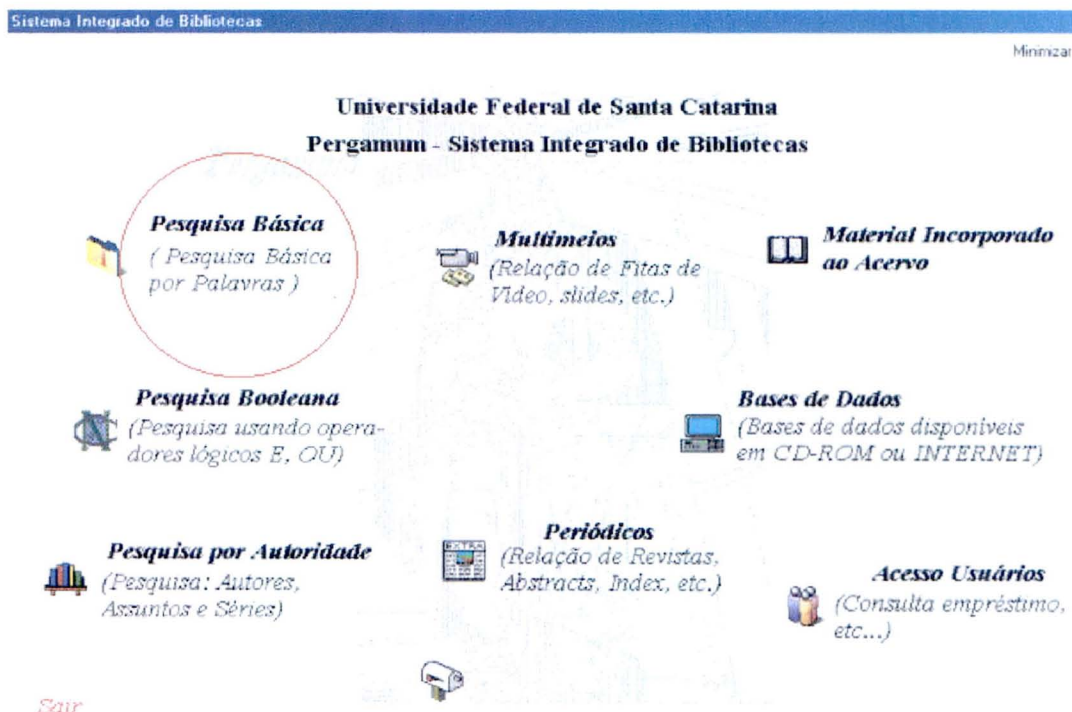 Sistema Integrado de Bibliotecas
Minimizar
Universidade Federal de Santa Catarina
Pergamum - Sistema Integrado de Bibliotecas
Pesquisa Básica
( Pesquisa Básica
por Palavras )
Multimeios
(Relação de Fitas de
Vìdeo, slides, etc.)
Material Incorporado
ao Acervo
Pesquisa Booleana
(Pesquisa usando opera-
dores lógicos E, OU)
Bases de Dados
(Bases de dados disponíveis
em CD-ROM ou INTERNET)
Pesquisa por Autoridade
(Pesquisa: Autores,
Assuntos e Séries)
EXTRA
Periódicos
(Relação de Revistas,
Abstracts, Index, etc.)
Acesso Usuários
(Consulta empréstimo,
etc...)
Sair